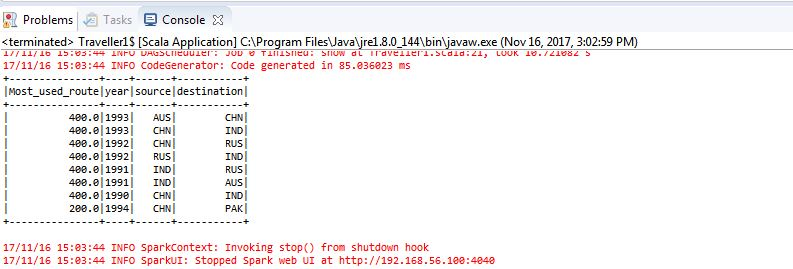 Problems Tasks Console
<terminated> Traveller1$ [Scala Application] C:\Program Files\Java\jre1.8.0_144\bin\javaw.exe (Nov 16, 2017, 3:02:59 PM)
17/11/16 15:03:44 INFO DAGScheduler: Job 0 finished: show at Traveller1.scala:21, took 10.721082 s
17/11/16 15:03:44 INFO CodeGenerator: Code generated in 85.036023 ms
+---------------+----+------+-----------+
|Most_used_route|year|source|destination|
+---------------+----+------+-----------+
|          400.0|1993|   AUS|        CHN|
|          400.0|1993|   CHN|        IND|
|          400.0|1992|   CHN|        RUS|
|          400.0|1992|   RUS|        IND|
|          400.0|1991|   IND|        RUS|
|          400.0|1991|   IND|        AUS|
|          400.0|1990|   CHN|        IND|
|          200.0|1994|   CHN|        PAK|
+---------------+----+------+-----------+
17/11/16 15:03:44 INFO SparkContext: Invoking stop() from shutdown hook
17/11/16 15:03:44 INFO SparkUI: Stopped Spark web UI at http://192.168.56.100:4040